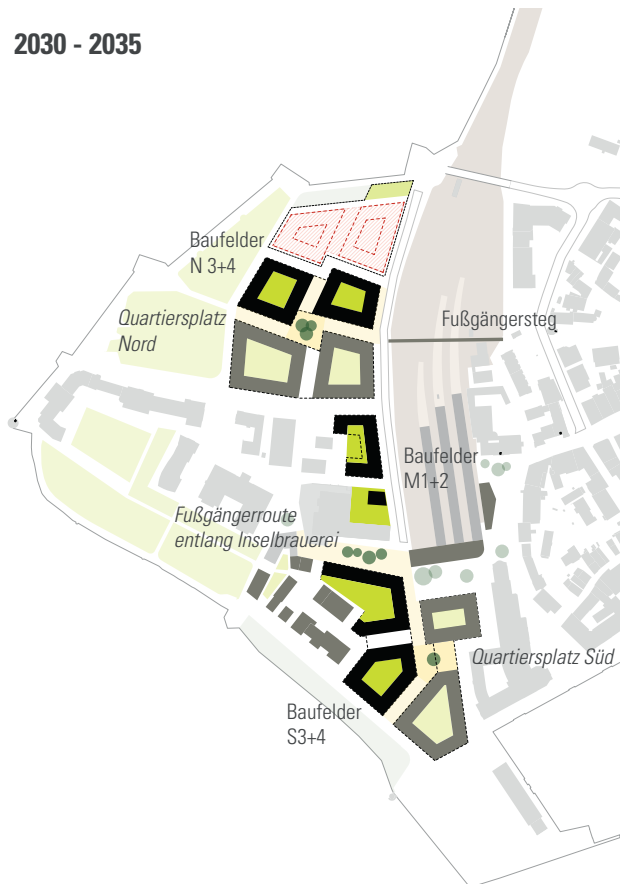 2030 - 2035
Baufelder
N 3+4
Quartiersplatz
Nord
Fußgängersteg
Baufelder
M1+2
Fußgängerroute
entlang Inselbrauerei
Quartiersplatz Süd
Baufelder
S3+4